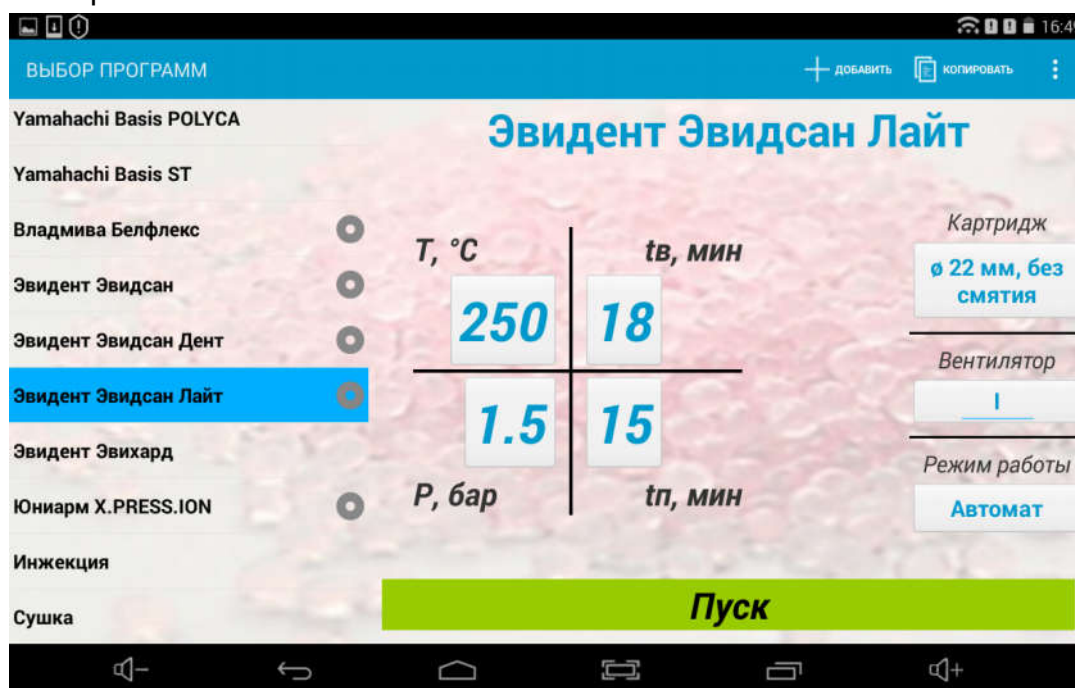 16:49
ВЫБОР ПРОГРАММ
ДОБАВИТЬ
КОПИРОВАТЬ
Yamahachi Basis POLYCA
Yamahachi Basis ST
Владмива Белфлекс
Эвидент Эвидсан
Эвидент Эвидсан Дент
Эвидент Эвидсан Лайт
Эвидент Эвихард
Юниарм X.PRESS.ION
Инжекция
Сушка
Эвидент Эвидсан Лайт
T, °C
tв, мин
250
18
1.5
15
P, бар
tп, мин
Картридж
ø 22 мм, без
смятия
Вентилятор
I
Режим работы
Автомат
Пуск